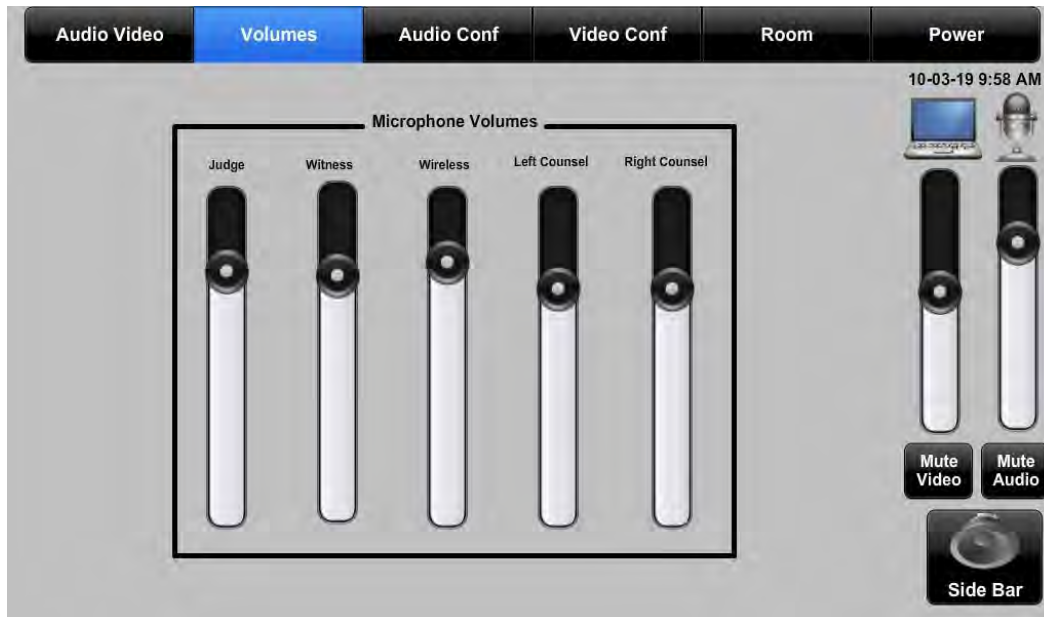 Audio Video
Volumes
Audio Conf
Video Conf
Room
Power
10-03-19 9:58 AM
Microphone Volumes
Judge
Witness
Wireless
Left Counsel
Right Counsel
Mute
Video
Mute
Audio
Side Bar